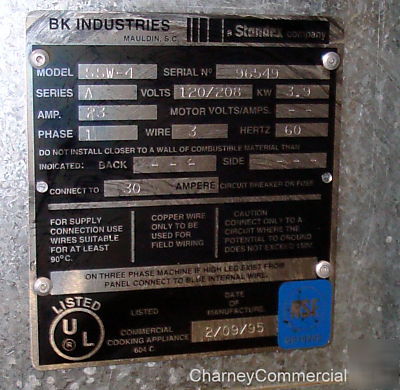 BK INDUSTRIES
MAULDIN, S.C.
a Standex company
MODEL SSW-4 SERIAL Nº 96549
SERIES A VOLTS 120/208 KW 3.9
AMP. 23 MOTOR VOLTS/AMPS. ---
PHASE 1 WIRE 3 HERTZ 60
DO NOT INSTALL CLOSER TO A WALL OF COMBUSTIBLE MATERIAL THAN
INDICATED: BACK --- SIDE ---
CONNECT TO 30 AMPERE CIRCUIT BREAKER OR FUSE
FOR SUPPLY
CONNECTION USE
WIRES SUITABLE
FOR AT LEAST
90°C.
COPPER WIRE
ONLY TO BE
USED FOR
FIELD WIRING
CAUTION
CONNECT ONLY TO A
CIRCUIT WHERE THE
POTENTIAL TO GROUND
DOES NOT EXCEED 150V.
ON THREE PHASE MACHINE IF HIGH LEG EXIST FROM
PANEL CONNECT TO BLUE INTERNAL WIRE.
LISTED
UL
®
LISTED
COMMERCIAL
COOKING APPLIANCE
604 C
DATE
OF
MANUFACTURE
2/09/95
CharneyCommercial